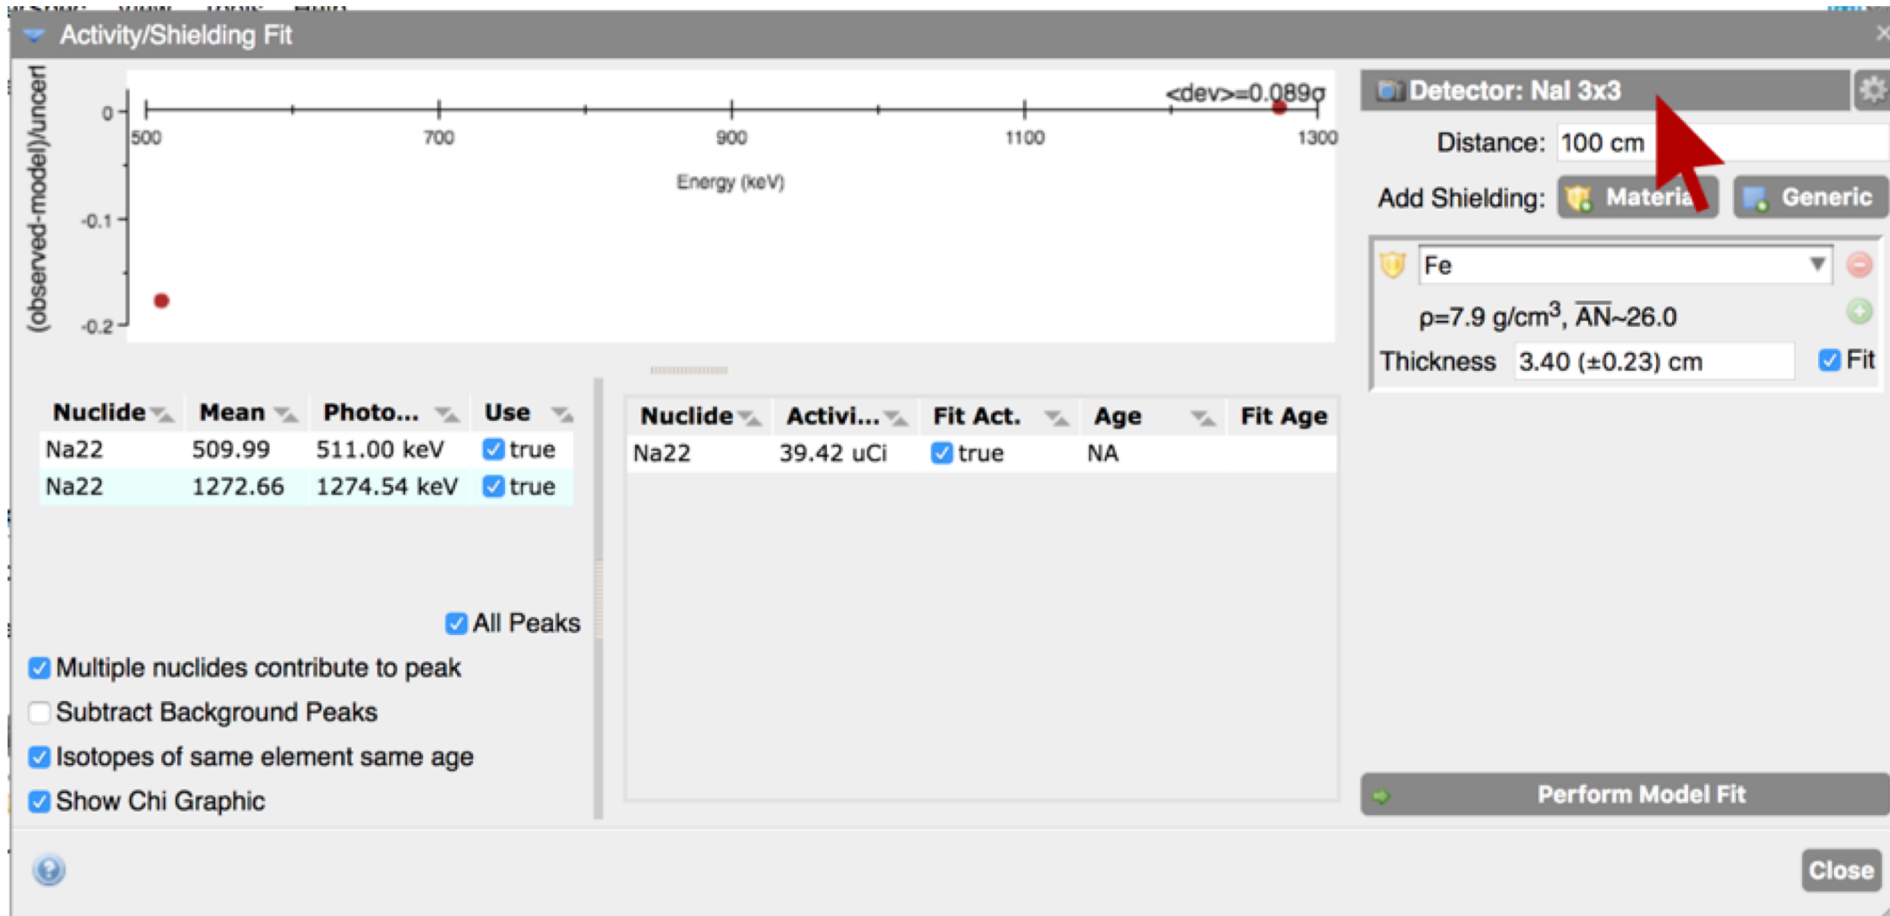 Activity/Shielding Fit
(observed-model)/uncert
<dev>=0.089σ
0
-0.1
-0.2
500
700
900
1100
1300
Energy (keV)
Detector: NaI 3x3
Distance: 100 cm
Add Shielding: Material Generic
Fe
ρ=7.9 g/cm³, AN~26.0
Thickness 3.40 (±0.23) cm Fit
Nuclide Mean Photo... Use
Na22 509.99 511.00 keV true
Na22 1272.66 1274.54 keV true
All Peaks
Multiple nuclides contribute to peak
Subtract Background Peaks
Isotopes of same element same age
Show Chi Graphic
Nuclide Activi... Fit Act. Age Fit Age
Na22 39.42 uCi true NA
Perform Model Fit
?
Close